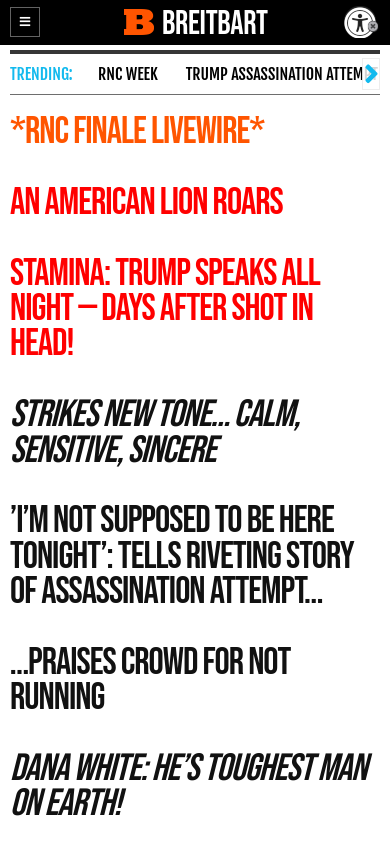 BREITBART
TRENDING: RNC WEEK TRUMP ASSASSINATION ATTEM
*RNC FINALE LIVEWIRE*
AN AMERICAN LION ROARS
STAMINA: TRUMP SPEAKS ALL
NIGHT — DAYS AFTER SHOT IN
HEAD!
STRIKES NEW TONE... CALM,
SENSITIVE, SINCERE
’I’M NOT SUPPOSED TO BE HERE
TONIGHT’: TELLS RIVETING STORY
OF ASSASSINATION ATTEMPT...
...PRAISES CROWD FOR NOT
RUNNING
DANA WHITE: HE’S TOUGHEST MAN
ON EARTH!